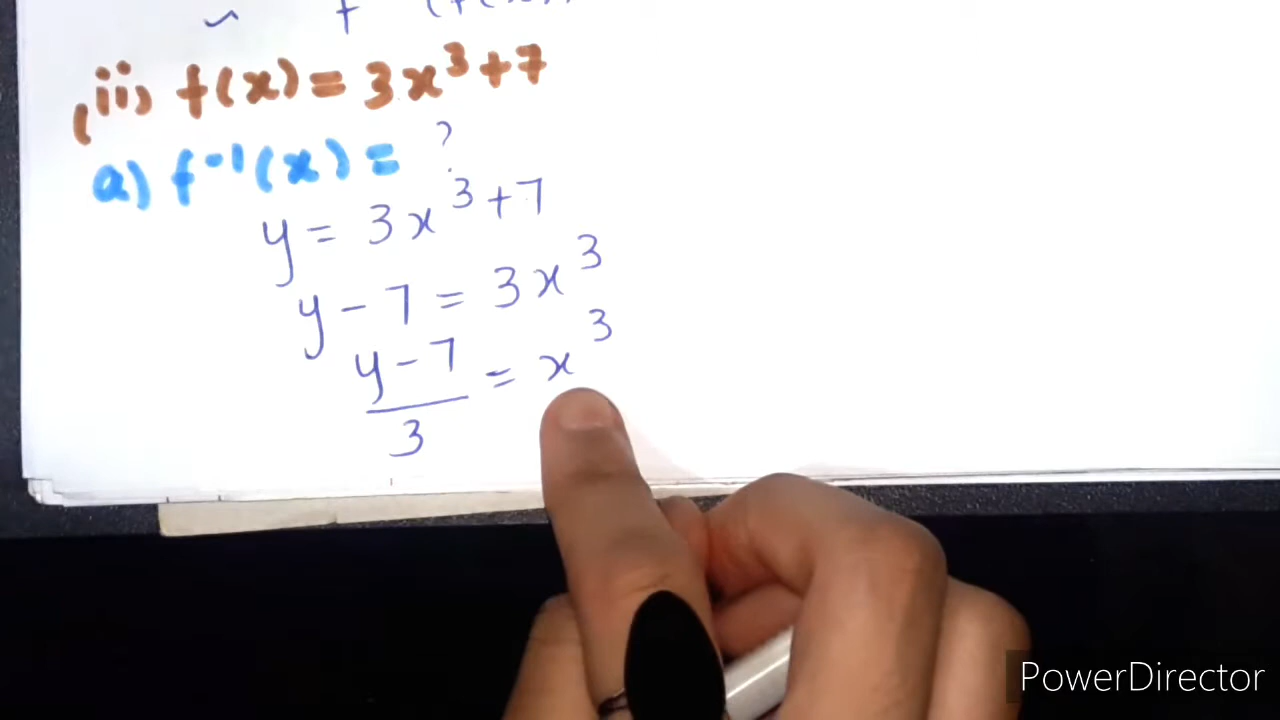 (ii) f(x) = 3x³+7
a) f⁻¹(x) = ?
y = 3x³+7
y - 7 = 3x³
y - 7 / 3 = x³
PowerDirector